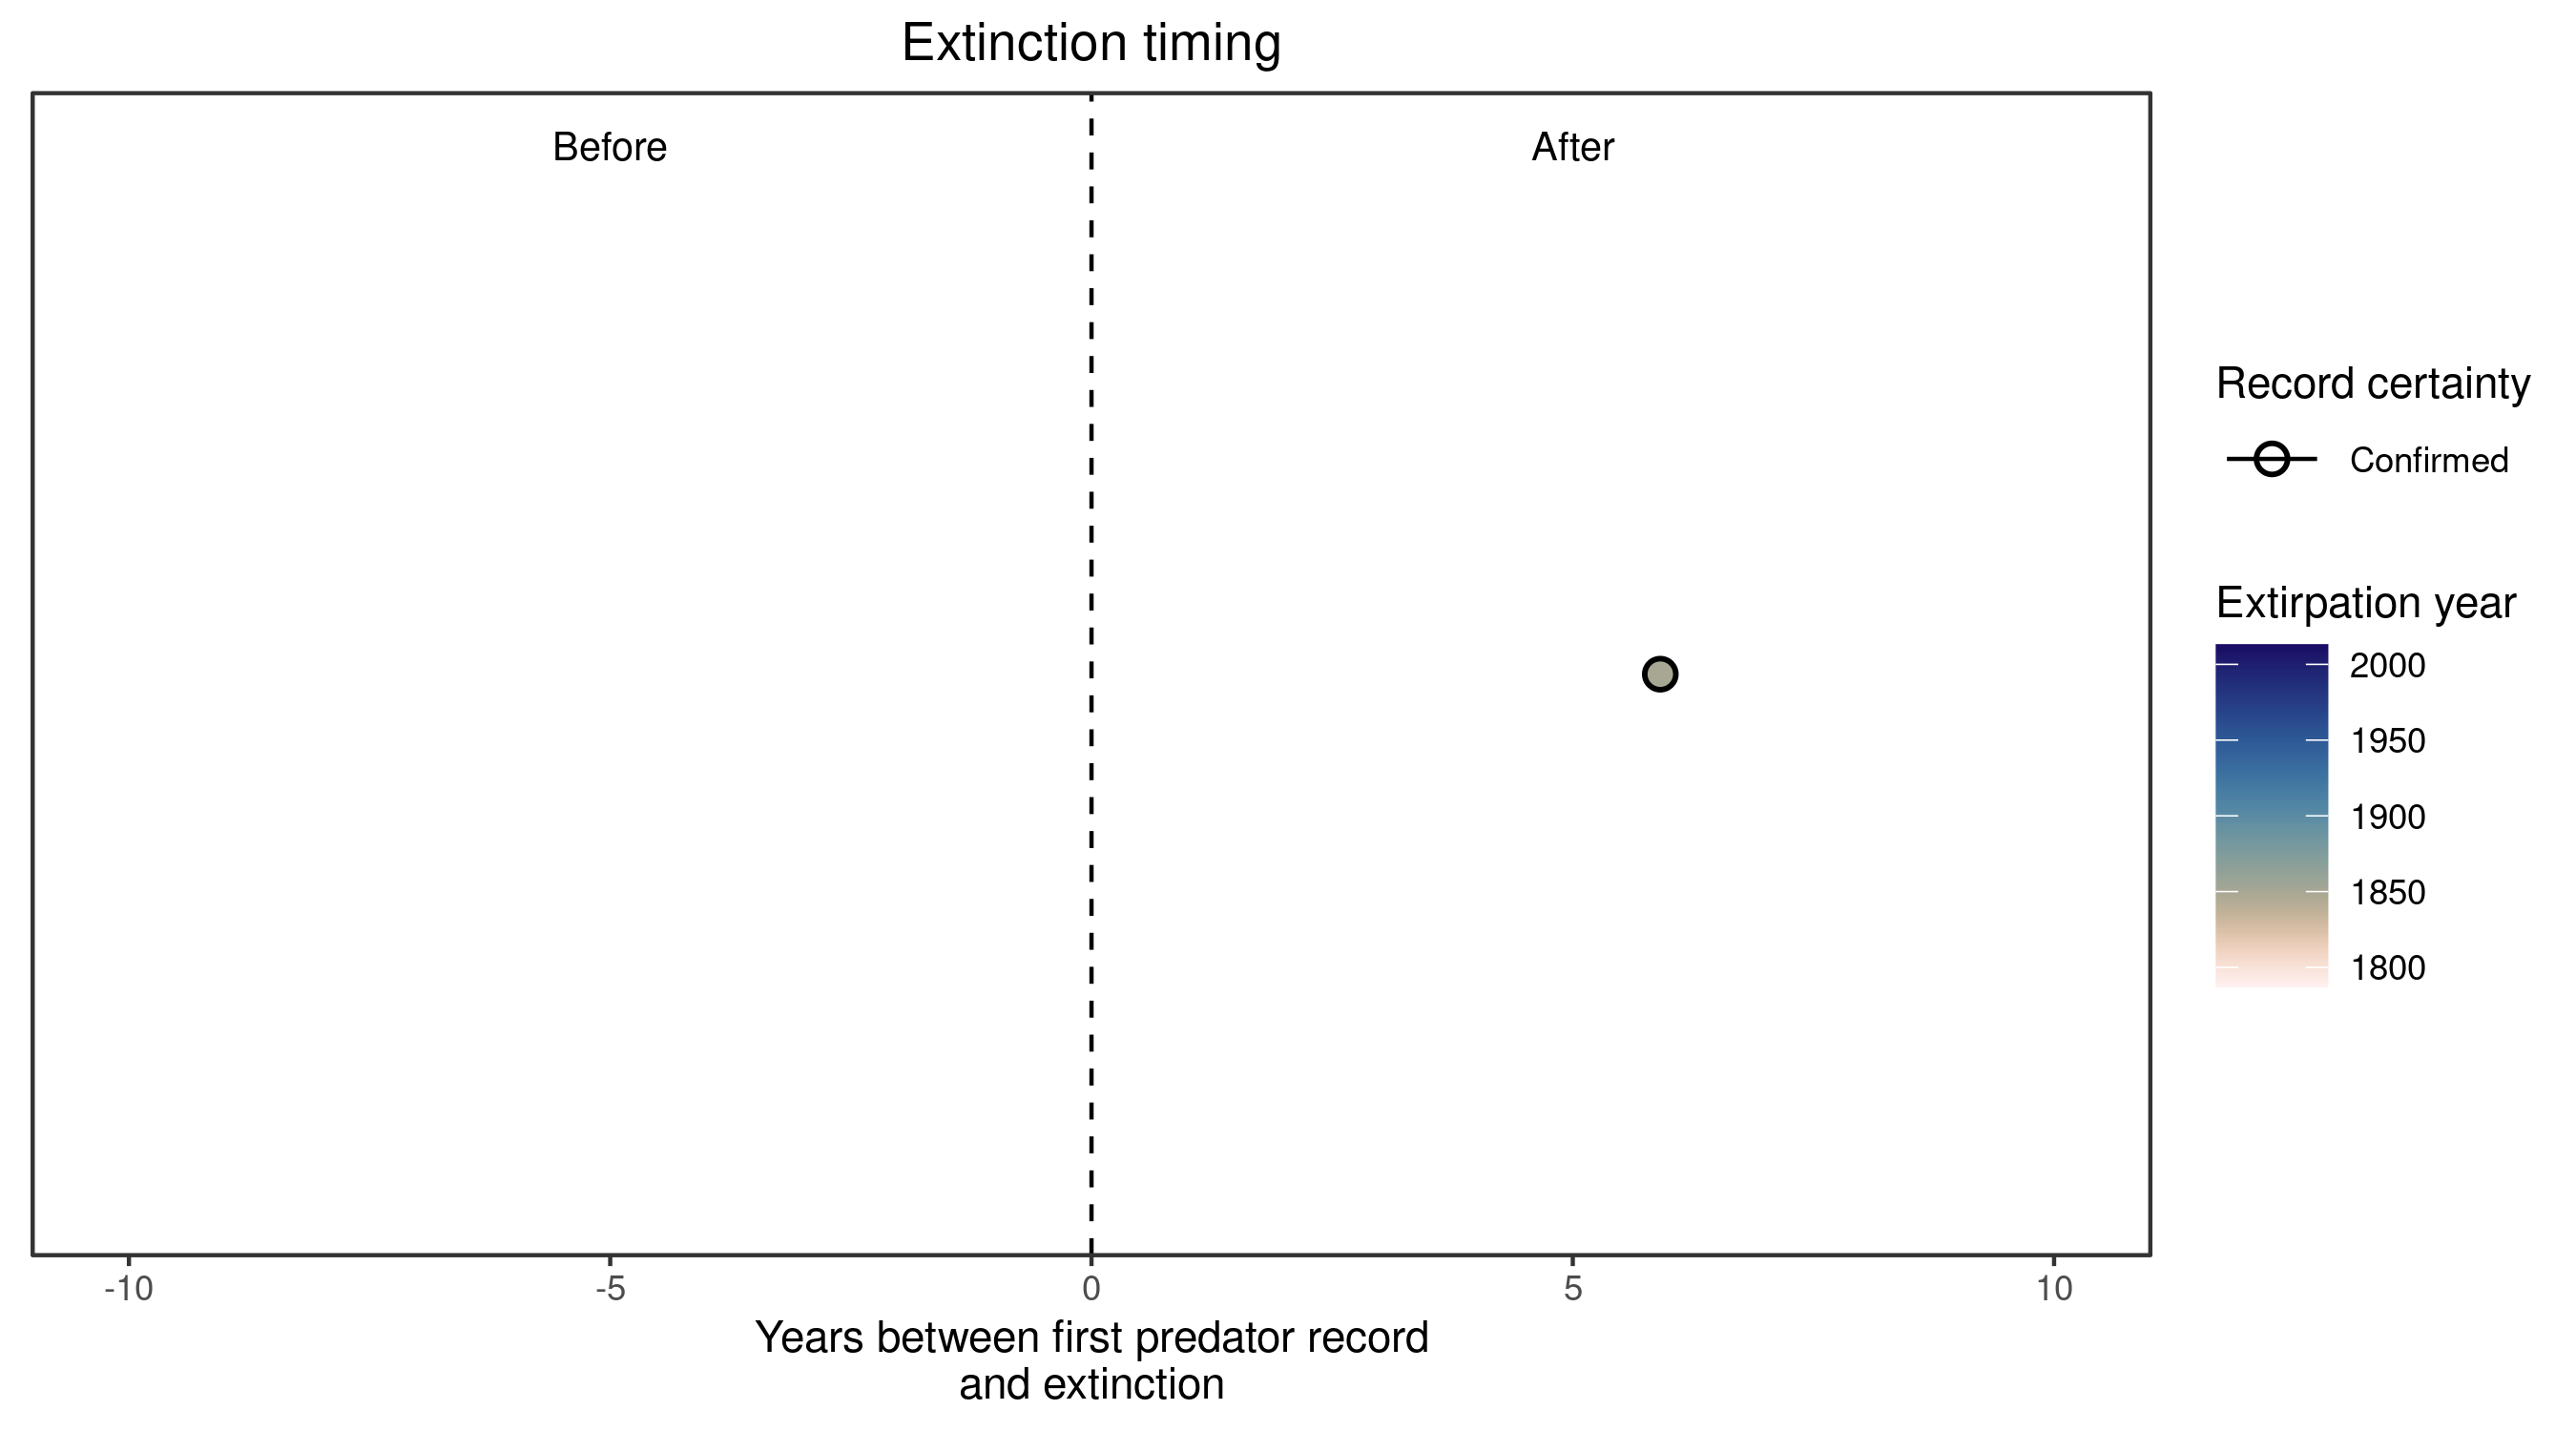 Extinction timing
Before
After
Record certainty
Confirmed
Extirpation year
2000
1950
1900
1850
1800
-10
-5
0
5
10
Years between first predator record
and extinction